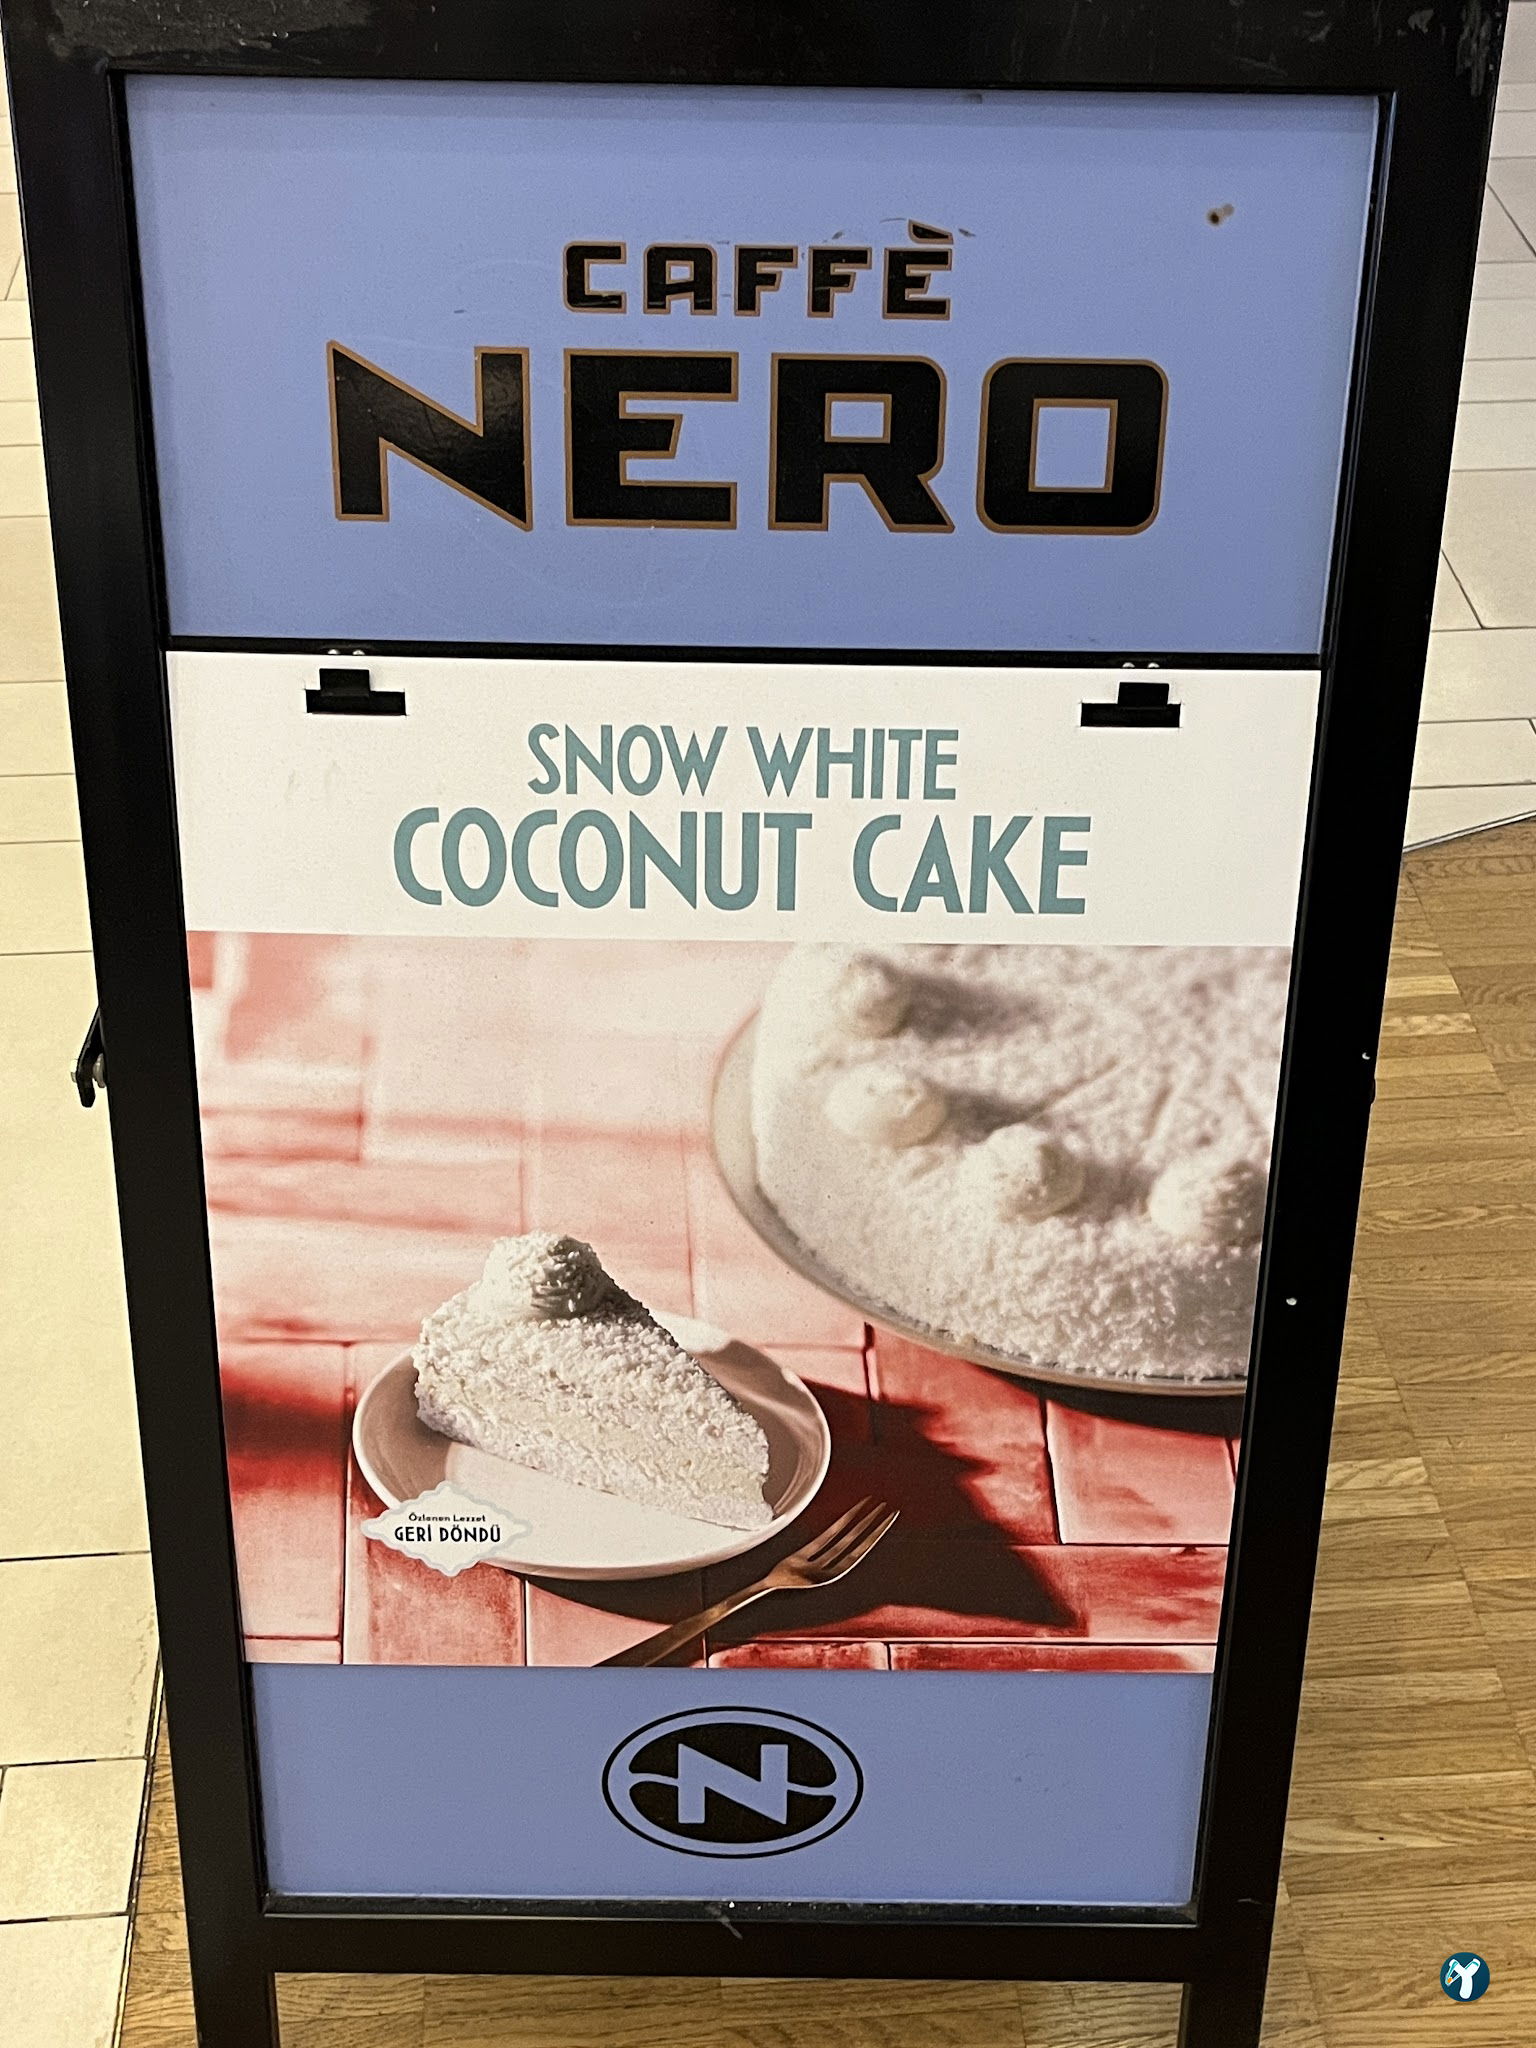 CAFFÈ
NERO
SNOW WHITE
COCONUT CAKE
Özlenen Lezzet
GERİ DÖNDÜ
N